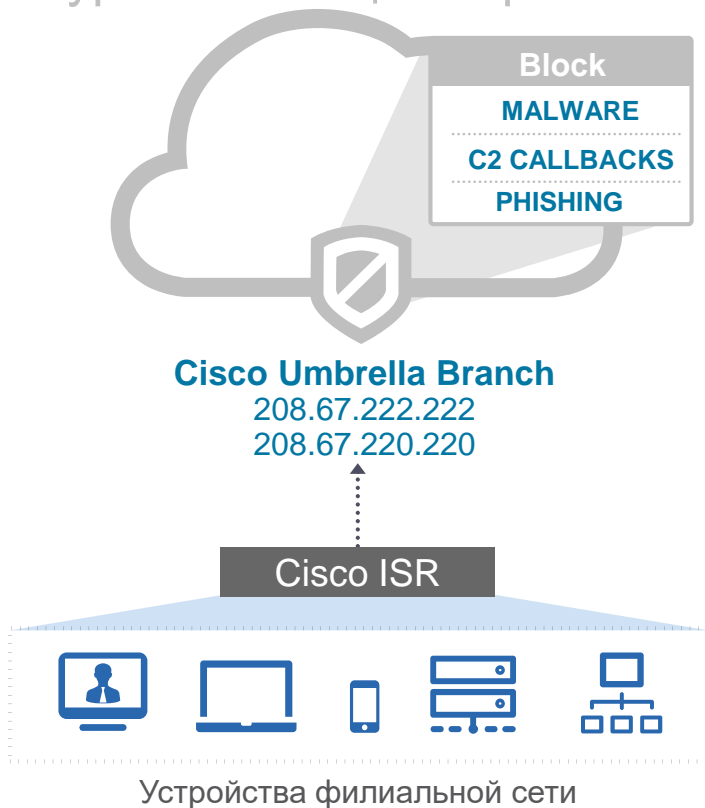 Block
MALWARE
C2 CALLBACKS
PHISHING
Cisco Umbrella Branch
208.67.222.222
208.67.220.220
Cisco ISR
Устройства филиальной сети